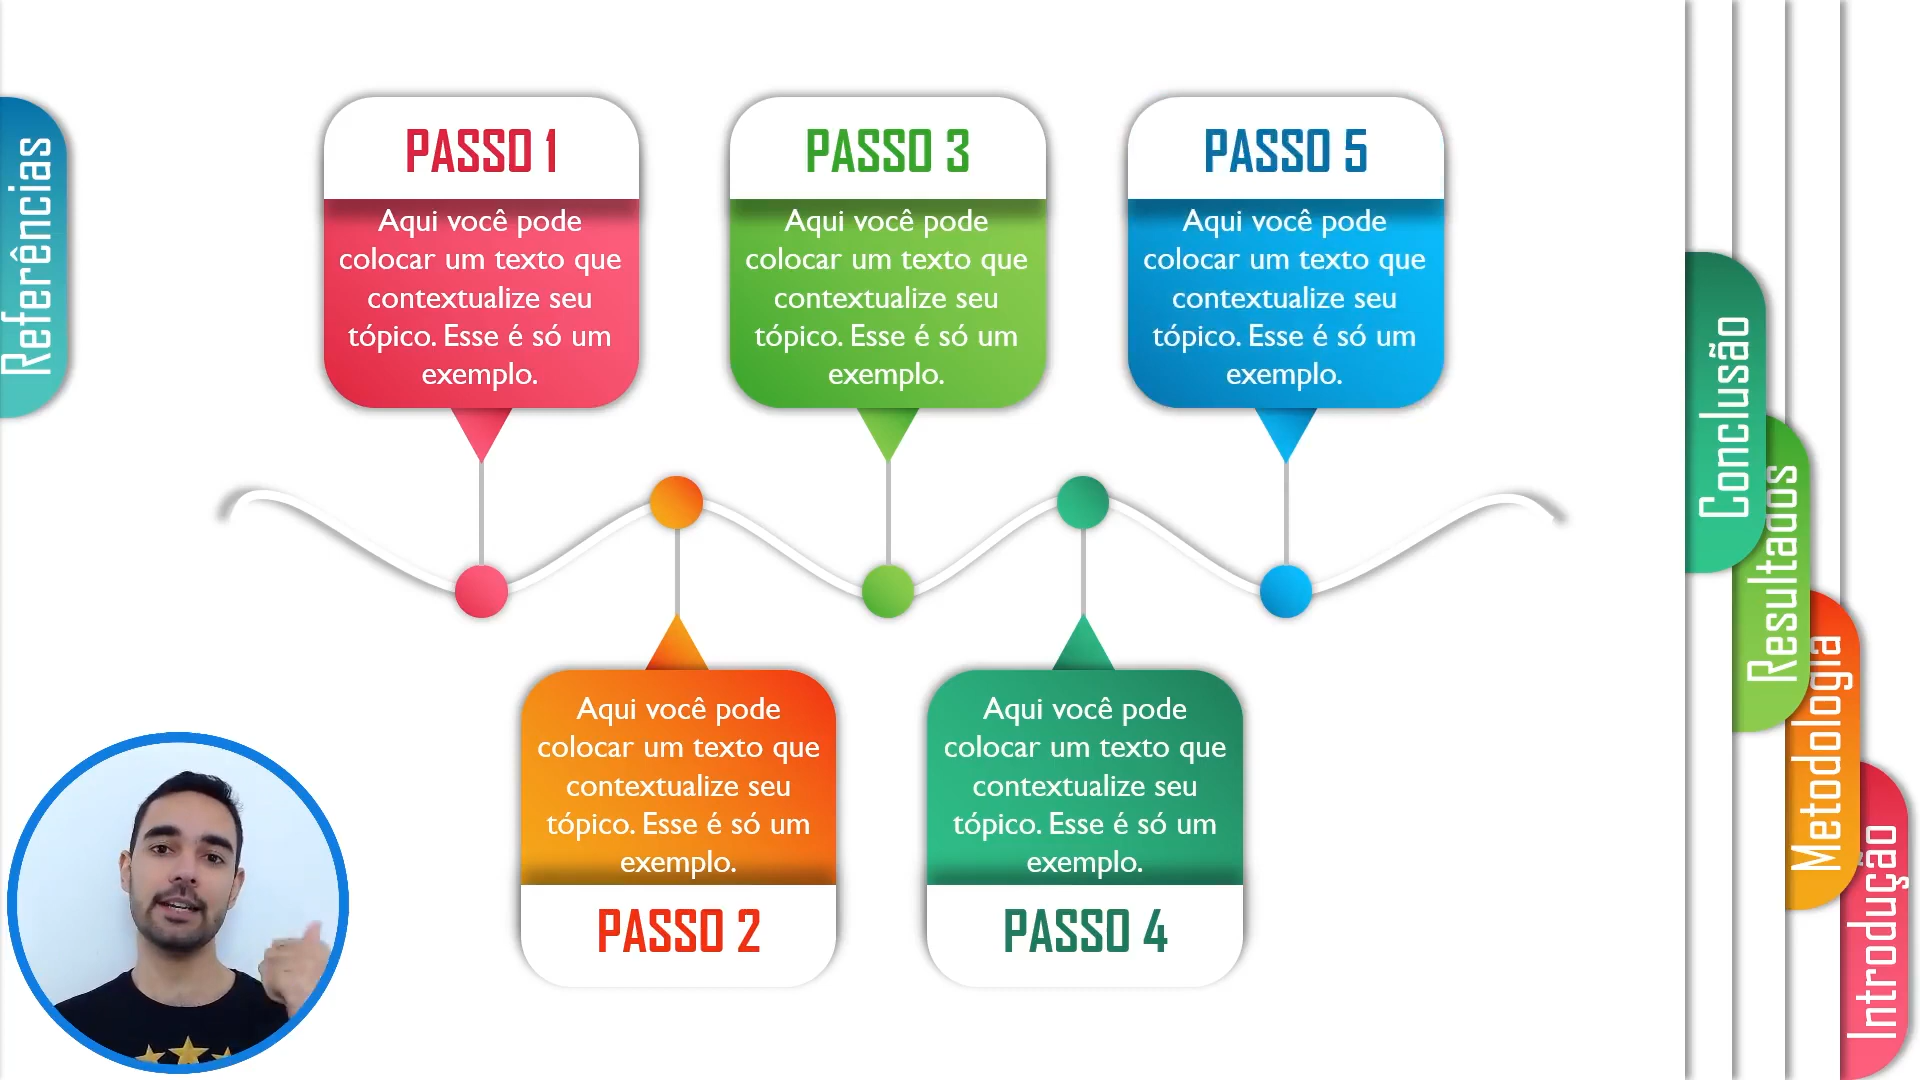 Referências
PASSO 1
Aqui você pode
colocar um texto que
contextualize seu
tópico. Esse é só um
exemplo.
PASSO 3
Aqui você pode
colocar um texto que
contextualize seu
tópico. Esse é só um
exemplo.
PASSO 5
Aqui você pode
colocar um texto que
contextualize seu
tópico. Esse é só um
exemplo.
Aqui você pode
colocar um texto que
contextualize seu
tópico. Esse é só um
exemplo.
PASSO 2
Aqui você pode
colocar um texto que
contextualize seu
tópico. Esse é só um
exemplo.
PASSO 4
Conclusão
Resultados
Metodologia
Introdução